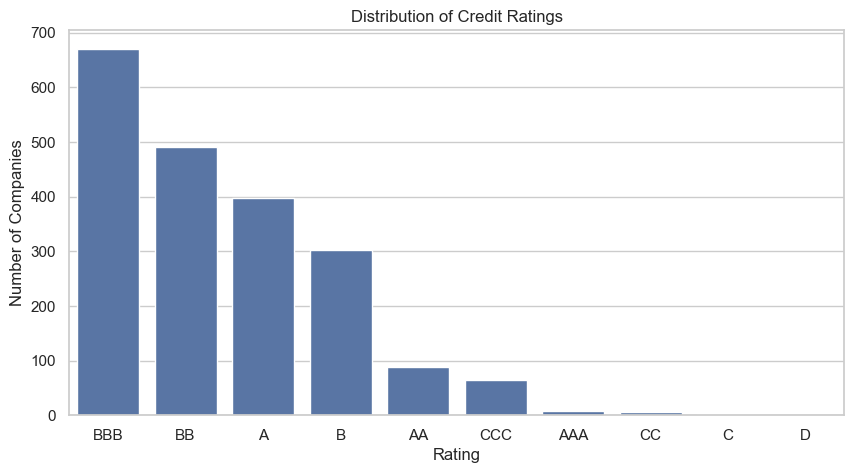 Distribution of Credit Ratings
Number of Companies
700
600
500
400
300
200
100
0
BBB BB A B AA CCC AAA CC C D
Rating